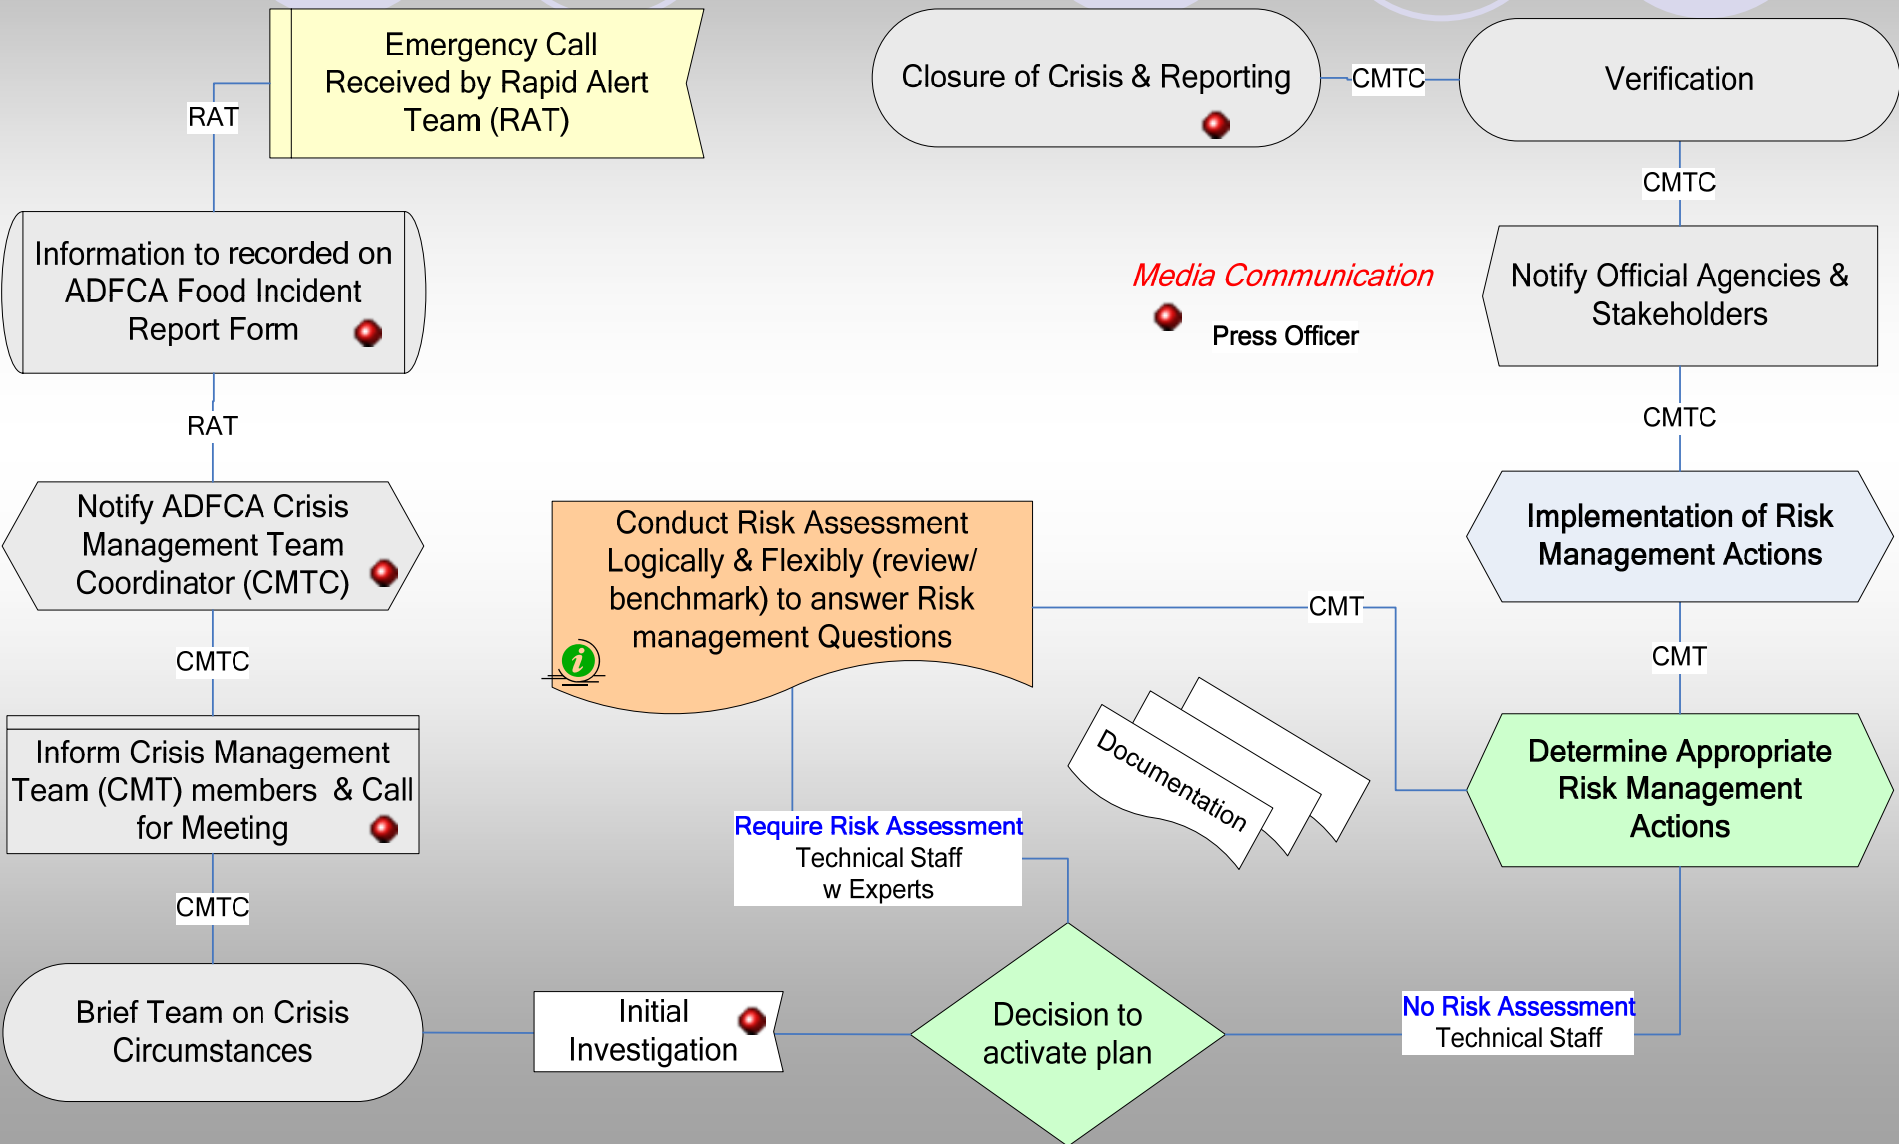 Emergency Call
Received by Rapid Alert
Team (RAT)
RAT
Information to recorded on
ADFCA Food Incident
Report Form
RAT
Notify ADFCA Crisis
Management Team
Coordinator (CMTC)
CMTC
Inform Crisis Management
Team (CMT) members & Call
for Meeting
CMTC
Brief Team on Crisis
Circumstances
Initial
Investigation
Decision to
activate plan
Require Risk Assessment
Technical Staff
w Experts
Conduct Risk Assessment
Logically & Flexibly (review/
benchmark) to answer Risk
management Questions
i
CMT
Documentation
No Risk Assessment
Technical Staff
Determine Appropriate
Risk Management
Actions
CMT
Implementation of Risk
Management Actions
CMTC
Notify Official Agencies &
Stakeholders
CMTC
Verification
CMTC
Closure of Crisis & Reporting
Media Communication
Press Officer